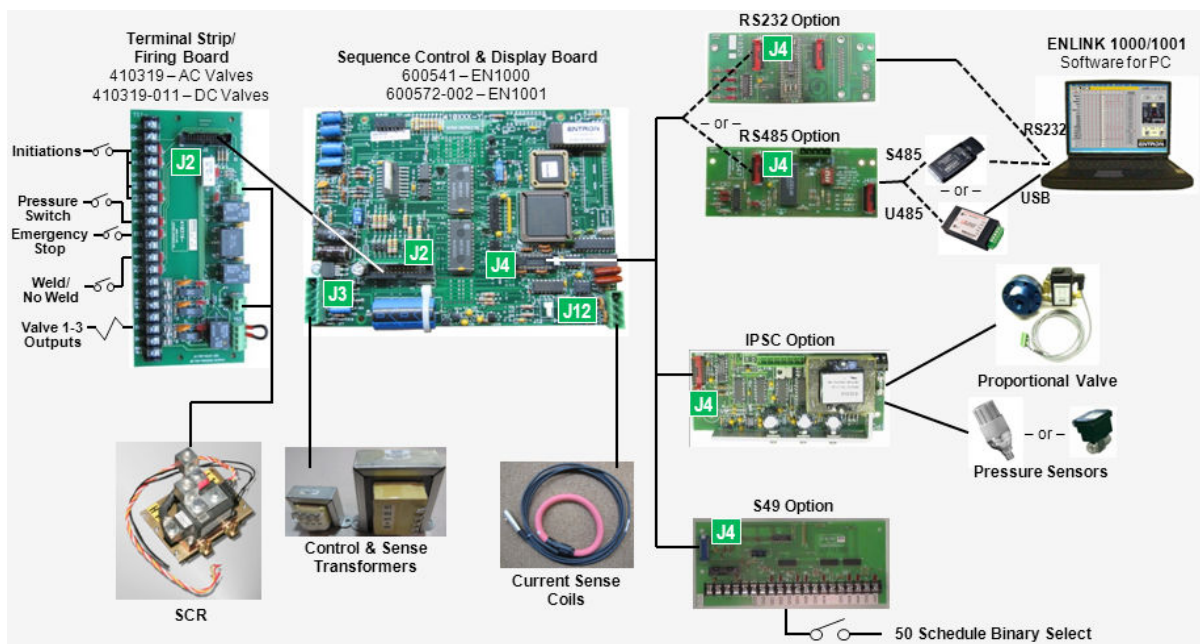 Terminal Strip/
Firing Board
410319 – AC Valves
410319-011 – DC Valves
J2
Initiations
Pressure
Switch
Emergency
Stop
Weld/
No Weld
Valve 1-3
Outputs
SCR
Sequence Control & Display Board
600541 – EN1000
600572-002 – EN1001
ENTRON
J2
J3
J4
J12
Control & Sense
Transformers
Current Sense
Coils
RS232 Option
J4
– or –
RS485 Option
J4
S485
– or –
U485
ENLINK 1000/1001
Software for PC
RS232
USB
ENTRON
IPSC Option
J4
Proportional Valve
– or –
Pressure Sensors
S49 Option
J4
50 Schedule Binary Select